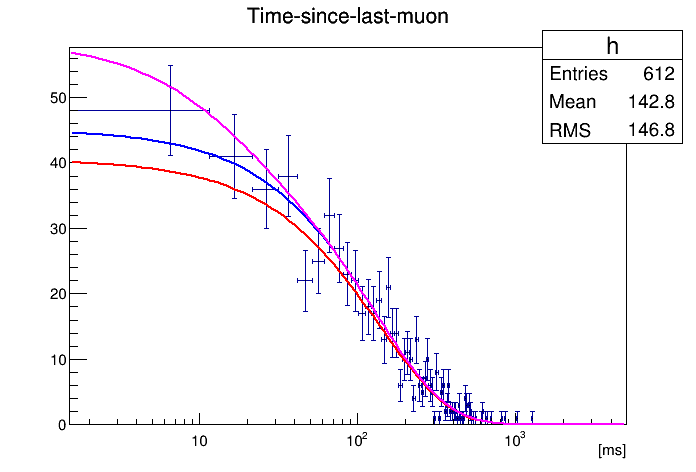 Time-since-last-muon
h
Entries 612
Mean 142.8
RMS 146.8
50
40
30
20
10
0
10 10² 10³
[ms]